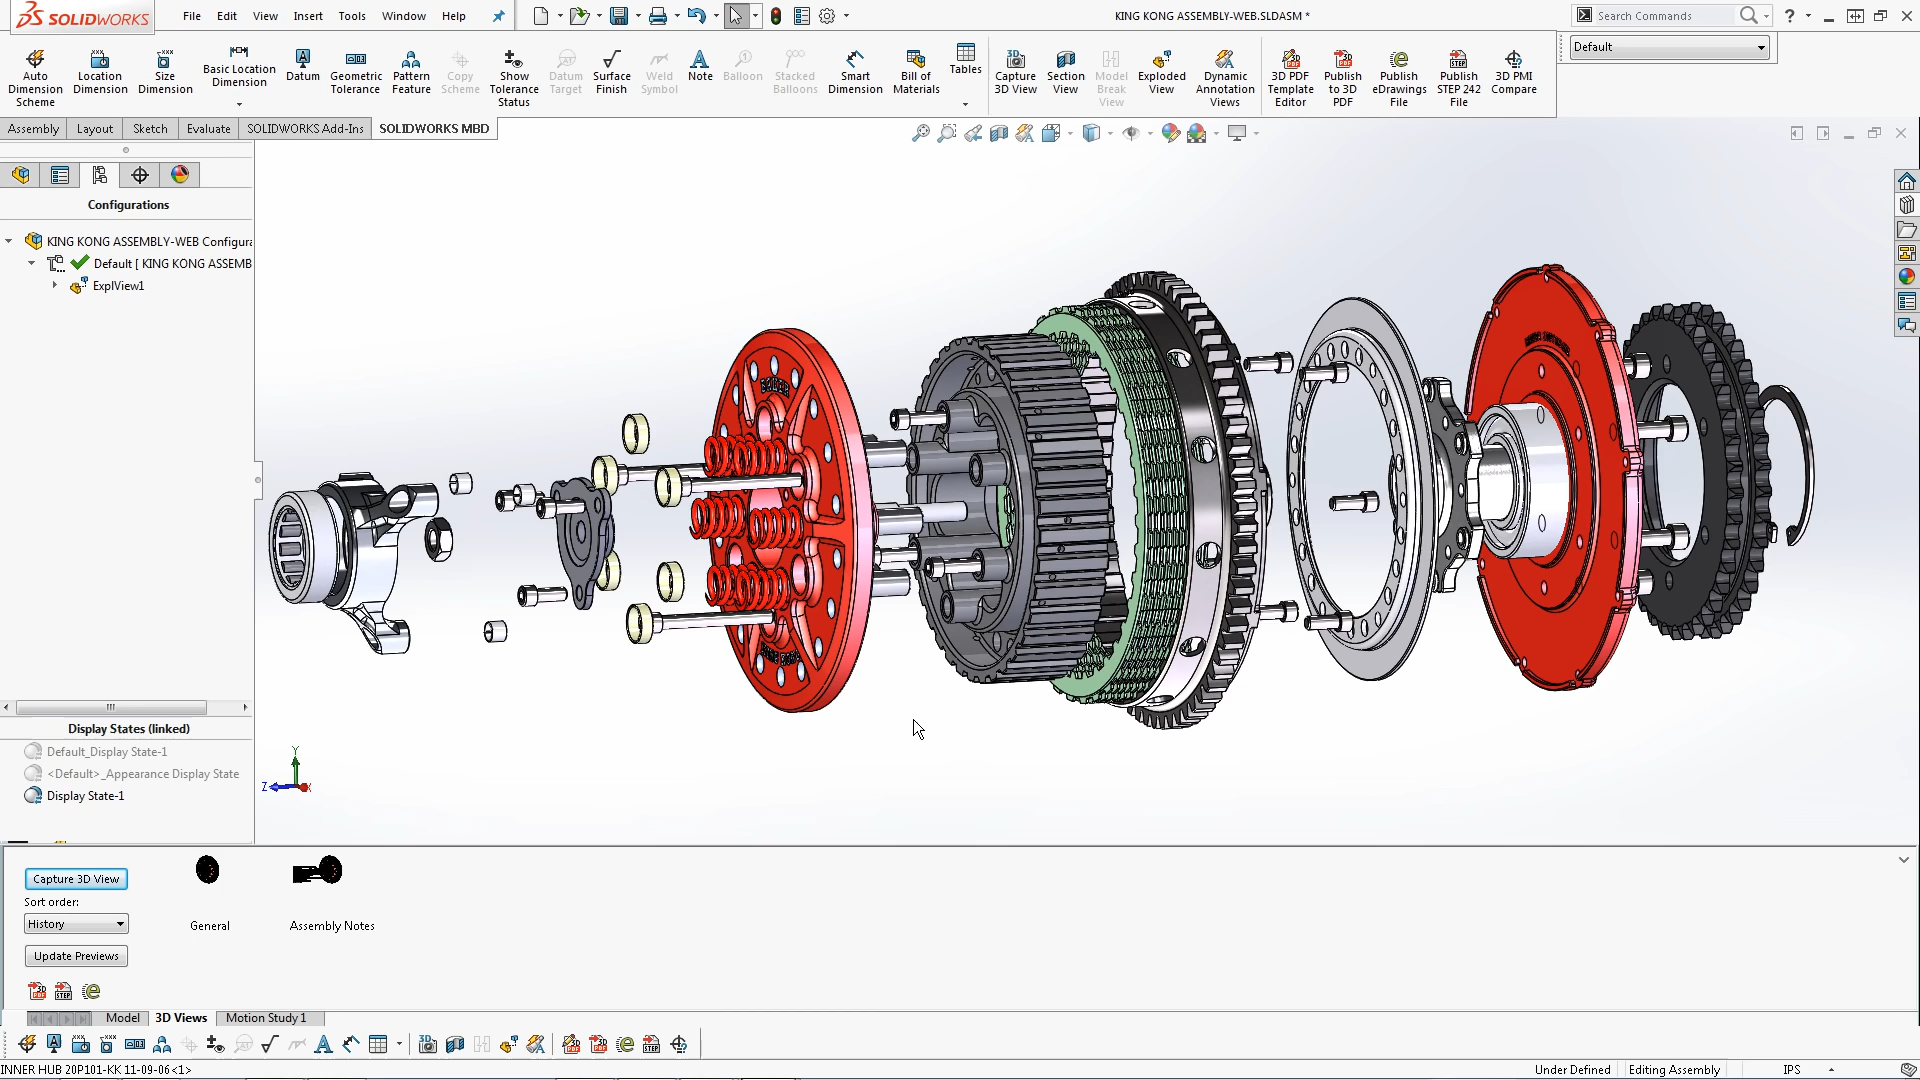 SOLIDWORKS
File Edit View Insert Tools Window Help
KING KONG ASSEMBLY-WEB.SLDASM *
Search Commands
Default
Auto Dimension Scheme
Location Dimension
Size Dimension
Basic Location Dimension
Datum
Geometric Tolerance
Pattern Feature
Copy Scheme
Show Tolerance Status
Datum Target
Surface Finish
Weld Symbol
Note
Balloon
Stacked Balloons
Smart Dimension
Bill of Materials
Tables
Capture 3D View
Section View
Model Break View
Exploded View
Dynamic Annotation Views
3D PDF Template Editor
Publish to 3D PDF
Publish eDrawings File
Publish STEP 242 File
3D PMI Compare
Assembly Layout Sketch Evaluate SOLIDWORKS Add-Ins SOLIDWORKS MBD
Configurations
KING KONG ASSEMBLY-WEB Configura
Default [ KING KONG ASSEMB
ExplView1
Display States (linked)
Default_Display State-1
<Default>_Appearance Display State
Display State-1
Y
Z
X
Capture 3D View
Sort order:
History
Update Previews
General
Assembly Notes
Model 3D Views Motion Study 1
INNER HUB 20P101-KK 11-09-06<1>
Under Defined Editing Assembly IPS